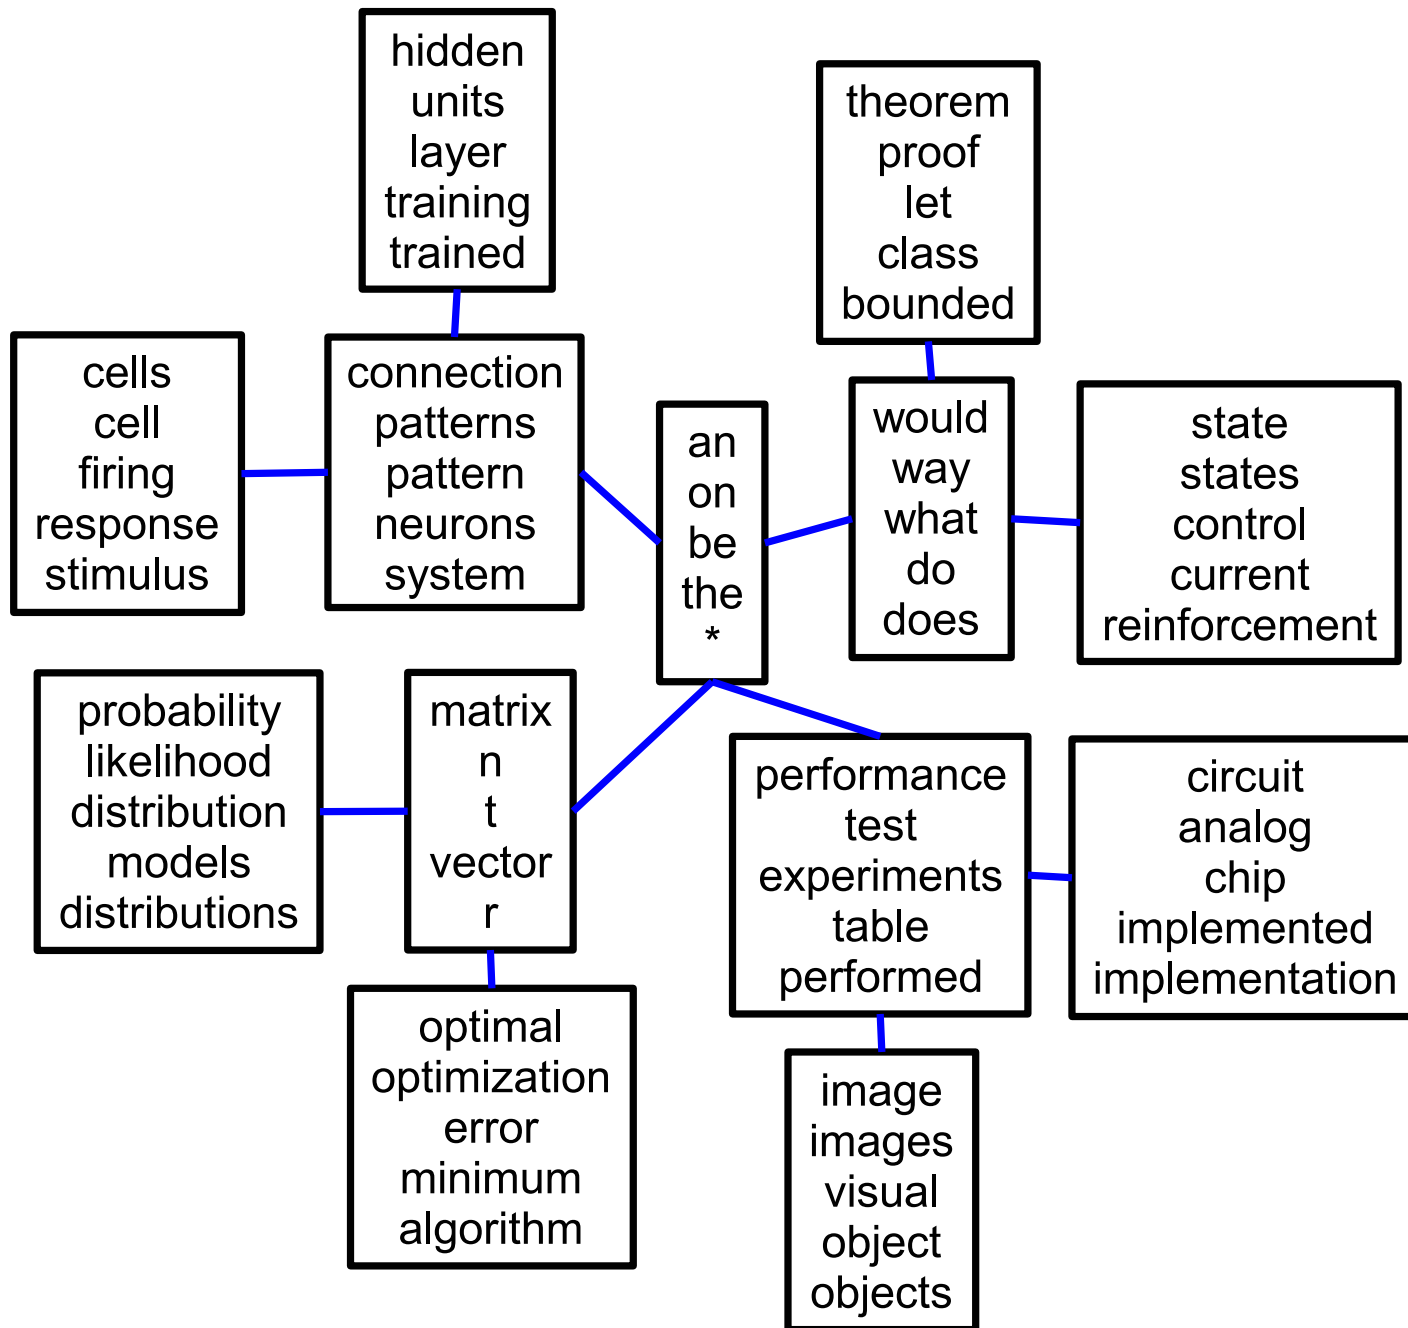 hidden
units
layer
training
trained
theorem
proof
let
class
bounded
cells
cell
firing
response
stimulus
connection
patterns
pattern
neurons
system
an
on
be
the
*
would
way
what
do
does
state
states
control
current
reinforcement
probability
likelihood
distribution
models
distributions
matrix
n
t
vector
r
performance
test
experiments
table
performed
circuit
analog
chip
implemented
implementation
optimal
optimization
error
minimum
algorithm
image
images
visual
object
objects